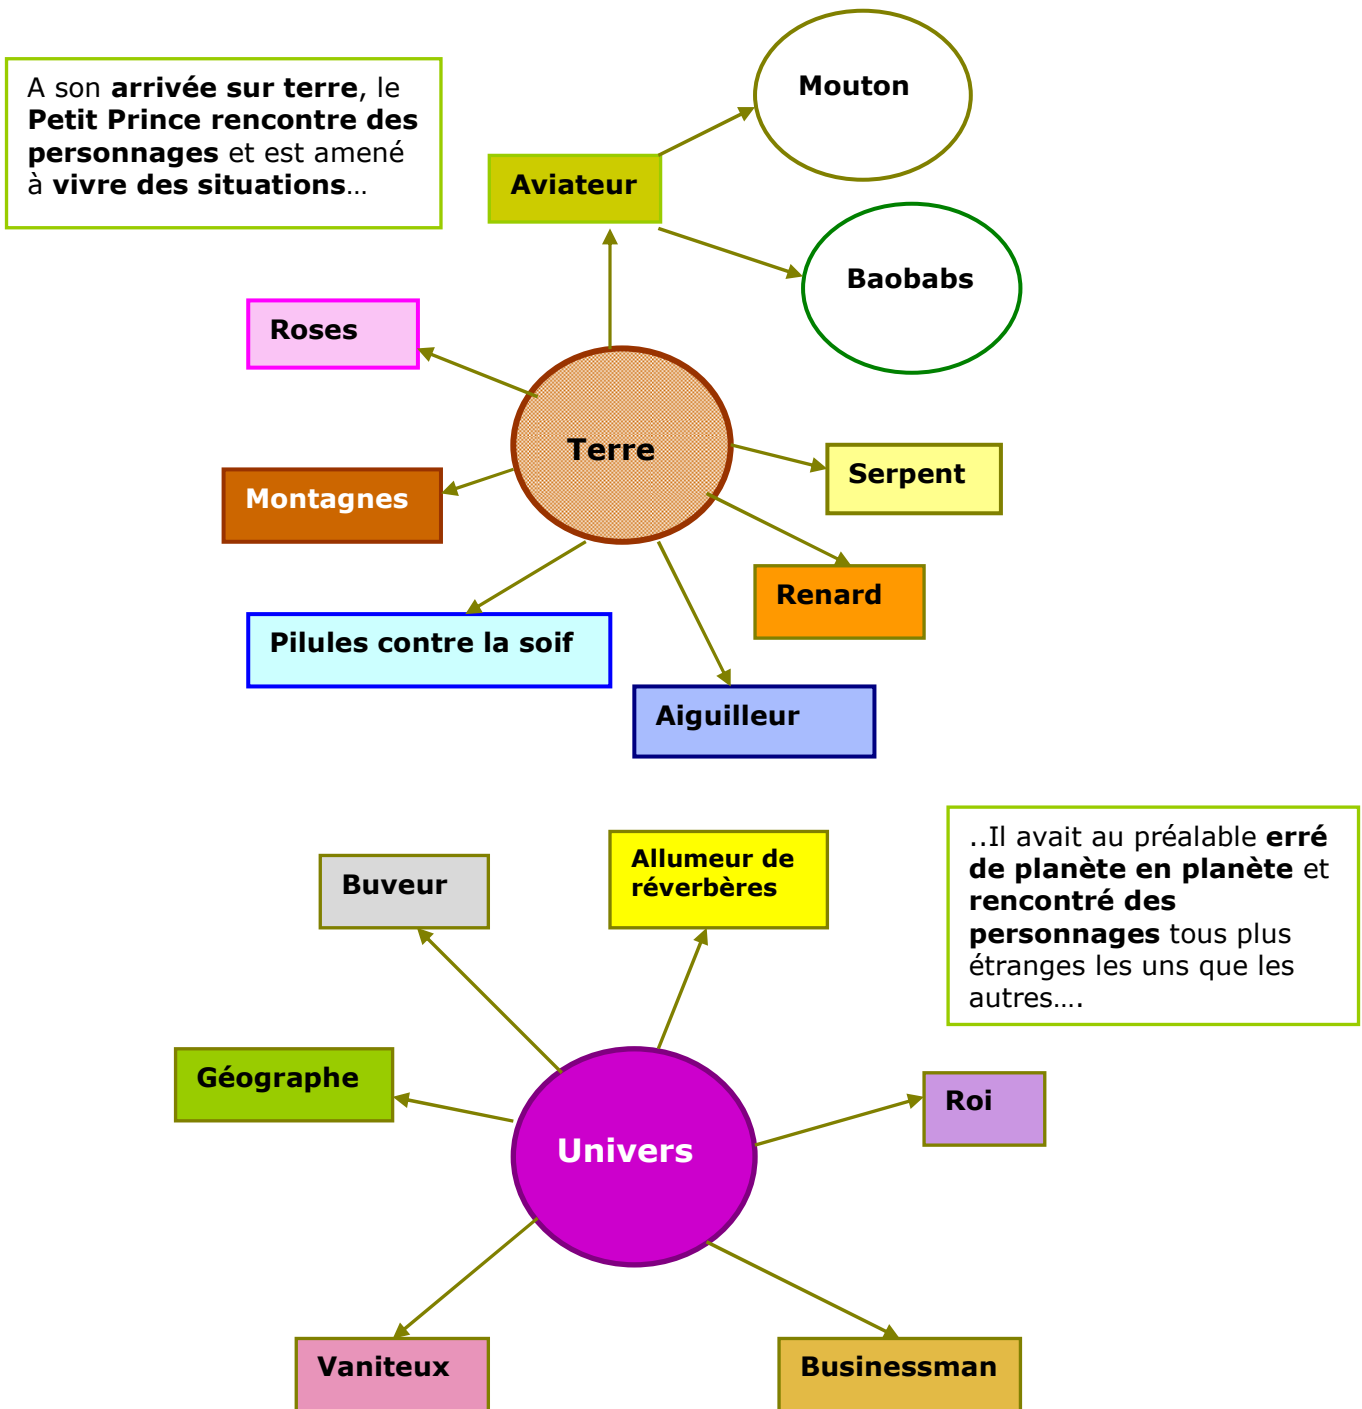 A son arrivée sur terre, le
Petit Prince rencontre des
personnages et est amené
à vivre des situations…
Mouton
Aviateur
Baobabs
Roses
Terre
Serpent
Montagnes
Renard
Pilules contre la soif
Aiguilleur
..Il avait au préalable erré
de planète en planète et
rencontré des
personnages tous plus
étranges les uns que les
autres….
Allumeur de
réverbères
Buveur
Géographe
Roi
Univers
Vaniteux
Businessman